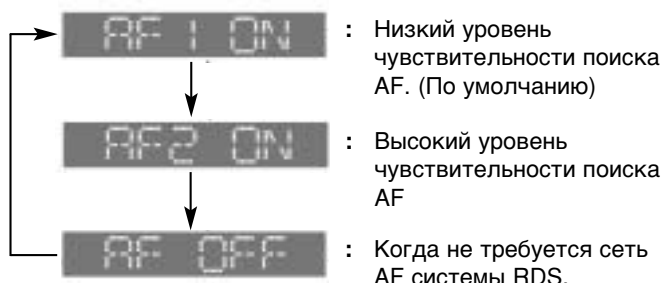 AF 1 ON
: Низкий уровень
чувствительности поиска
AF. (По умолчанию)
AF2 ON
: Высокий уровень
чувствительности поиска
AF
AF OFF
: Когда не требуется сеть
AF системы RDS.